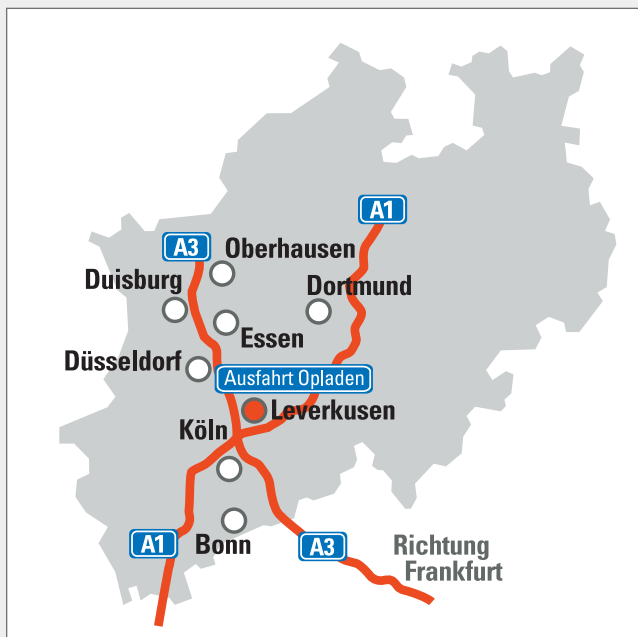 A1
A3
Oberhausen
Duisburg
Dortmund
Essen
Düsseldorf
Ausfahrt Opladen
Leverkusen
Köln
A1
Bonn
A3
Richtung
Frankfurt